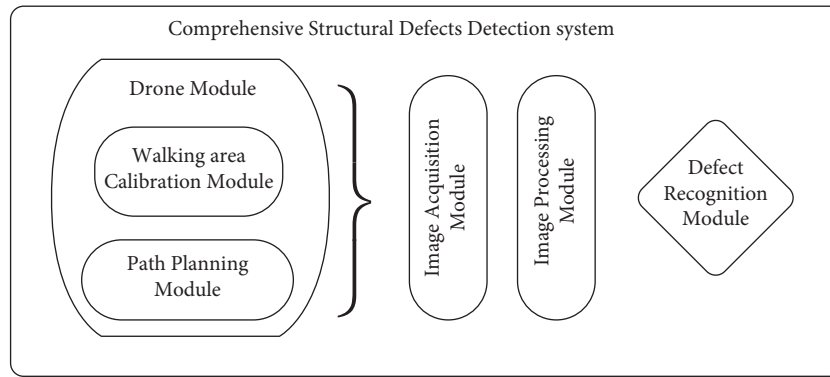 Comprehensive Structural Defects Detection system
Drone Module
Walking area
Calibration Module
Path Planning
Module
Image Acquisition
Module
Image Processing
Module
Defect
Recognition
Module